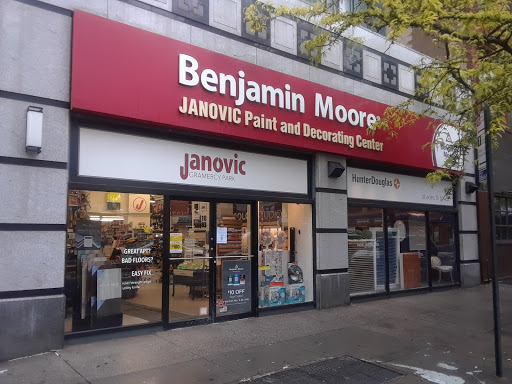 Benjamin Moore
JANOVIC Paint and Decorating Center
Janovic
GRAMERCY PARK
HunterDouglas
GREAT APT?
BAD FLOORS?
EASY FIX
$10 OFF